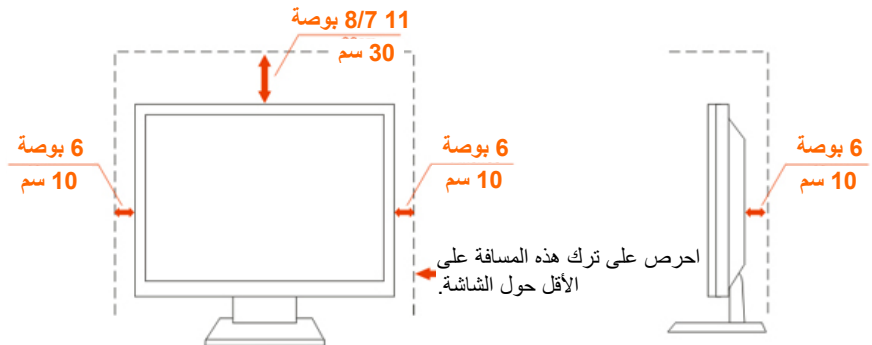 11 8/7 بوصة
30 سم
6 بوصة
10 سم
6 بوصة
10 سم
6 بوصة
10 سم
احرص على ترك هذه المسافة على
الأقل حول الشاشة.